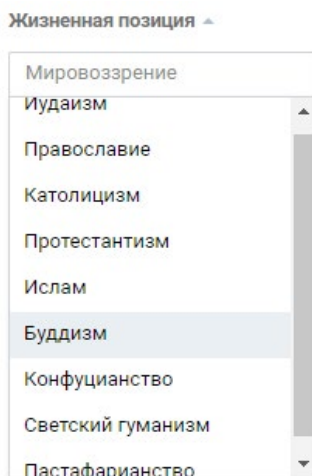 Жизненная позиция
Мировоззрение
Иудаизм
Православие
Католицизм
Протестантизм
Ислам
Буддизм
Конфуцианство
Светский гуманизм
Пастафарианство